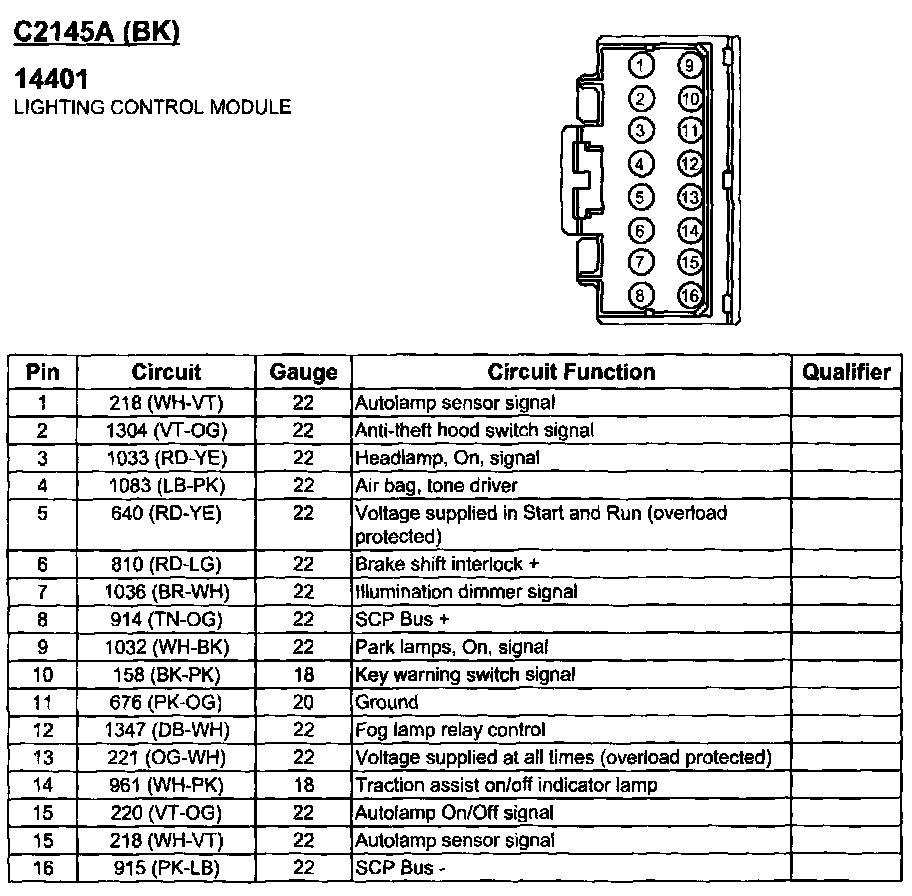 C2145A (BK)
14401
LIGHTING CONTROL MODULE
1 9
2 10
3 11
4 12
5 13
6 14
7 15
8 16
Pin Circuit Gauge Circuit Function Qualifier
1 218 (WH-VT) 22 Autolamp sensor signal
2 1304 (VT-OG) 22 Anti-theft hood switch signal
3 1033 (RD-YE) 22 Headlamp, On, signal
4 1083 (LB-PK) 22 Air bag, tone driver
5 640 (RD-YE) 22 Voltage supplied in Start and Run (overload
protected)
6 810 (RD-LG) 22 Brake shift interlock +
7 1036 (BR-WH) 22 Illumination dimmer signal
8 914 (TN-OG) 22 SCP Bus +
9 1032 (WH-BK) 22 Park lamps, On, signal
10 158 (BK-PK) 18 Key warning switch signal
11 676 (PK-OG) 20 Ground
12 1347 (DB-WH) 22 Fog lamp relay control
13 221 (OG-WH) 22 Voltage supplied at all times (overload protected)
14 961 (WH-PK) 18 Traction assist on/off indicator lamp
15 220 (VT-OG) 22 Autolamp On/Off signal
15 218 (WH-VT) 22 Autolamp sensor signal
16 915 (PK-LB) 22 SCP Bus -